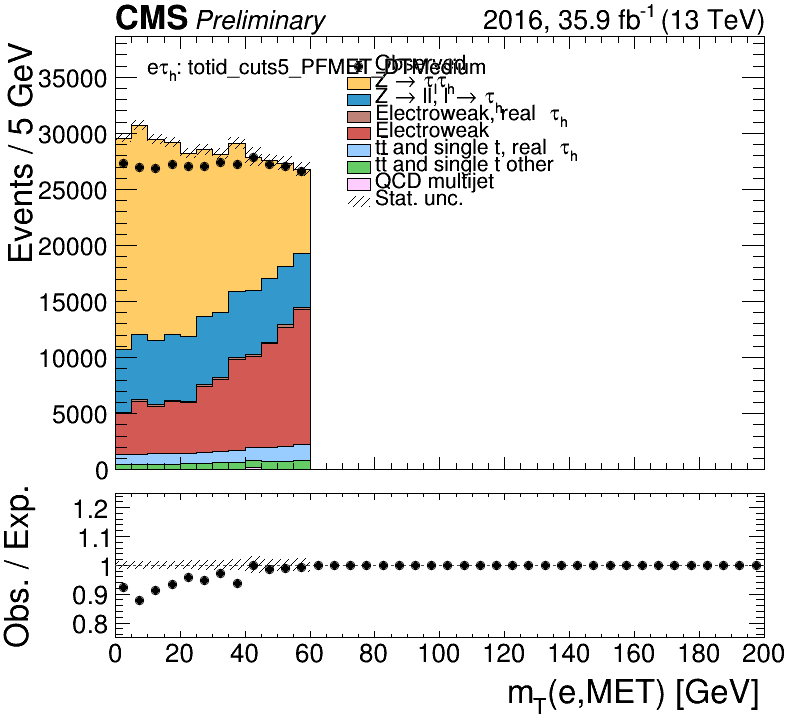 CMS Preliminary 2016, 35.9 fb⁻¹ (13 TeV)
eτh: totid_cuts5_PFMET_DTMedium
Observed
Z → τlτh
Z → ll, l → τh
Electroweak, real τh
Electroweak
tt̄ and single t, real τh
tt̄ and single t other
QCD multijet
Stat. unc.
Events / 5 GeV
35000
30000
25000
20000
15000
10000
5000
0
Obs. / Exp.
1.2
1.1
1
0.9
0.8
0 20 40 60 80 100 120 140 160 180 200
mT(e,MET) [GeV]